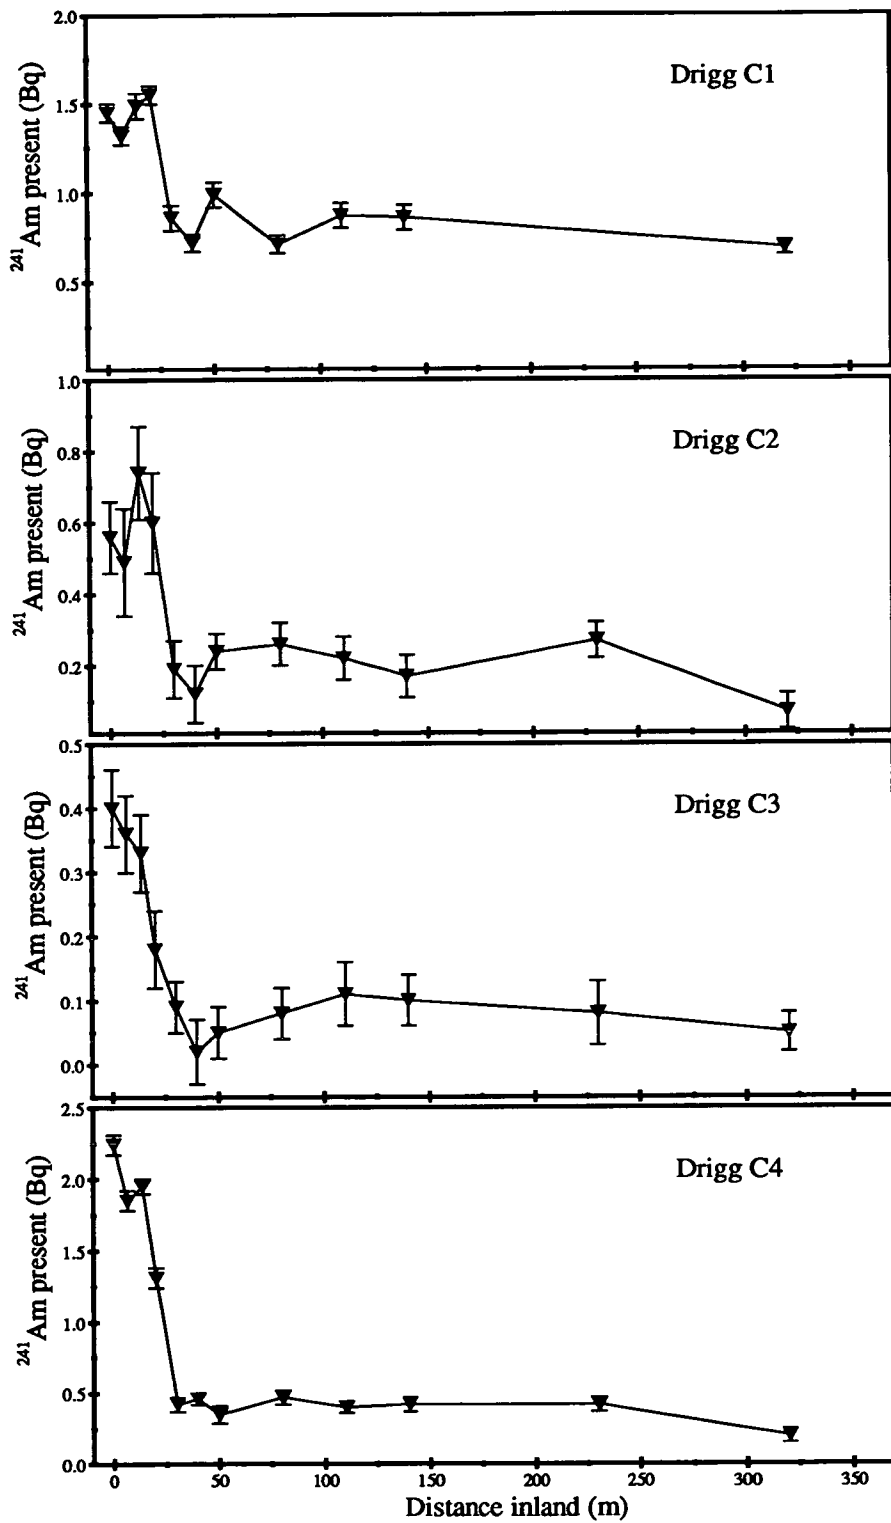 2.0
Drigg C1
1.5
1.0
0.5
²⁴¹Am present (Bq)
1.0
Drigg C2
0.8
0.6
0.4
0.2
²⁴¹Am present (Bq)
0.5
Drigg C3
0.4
0.3
0.2
0.1
0.0
²⁴¹Am present (Bq)
2.5
Drigg C4
2.0
1.5
1.0
0.5
0.0
²⁴¹Am present (Bq)
0 50 100 150 200 250 300 350
Distance inland (m)